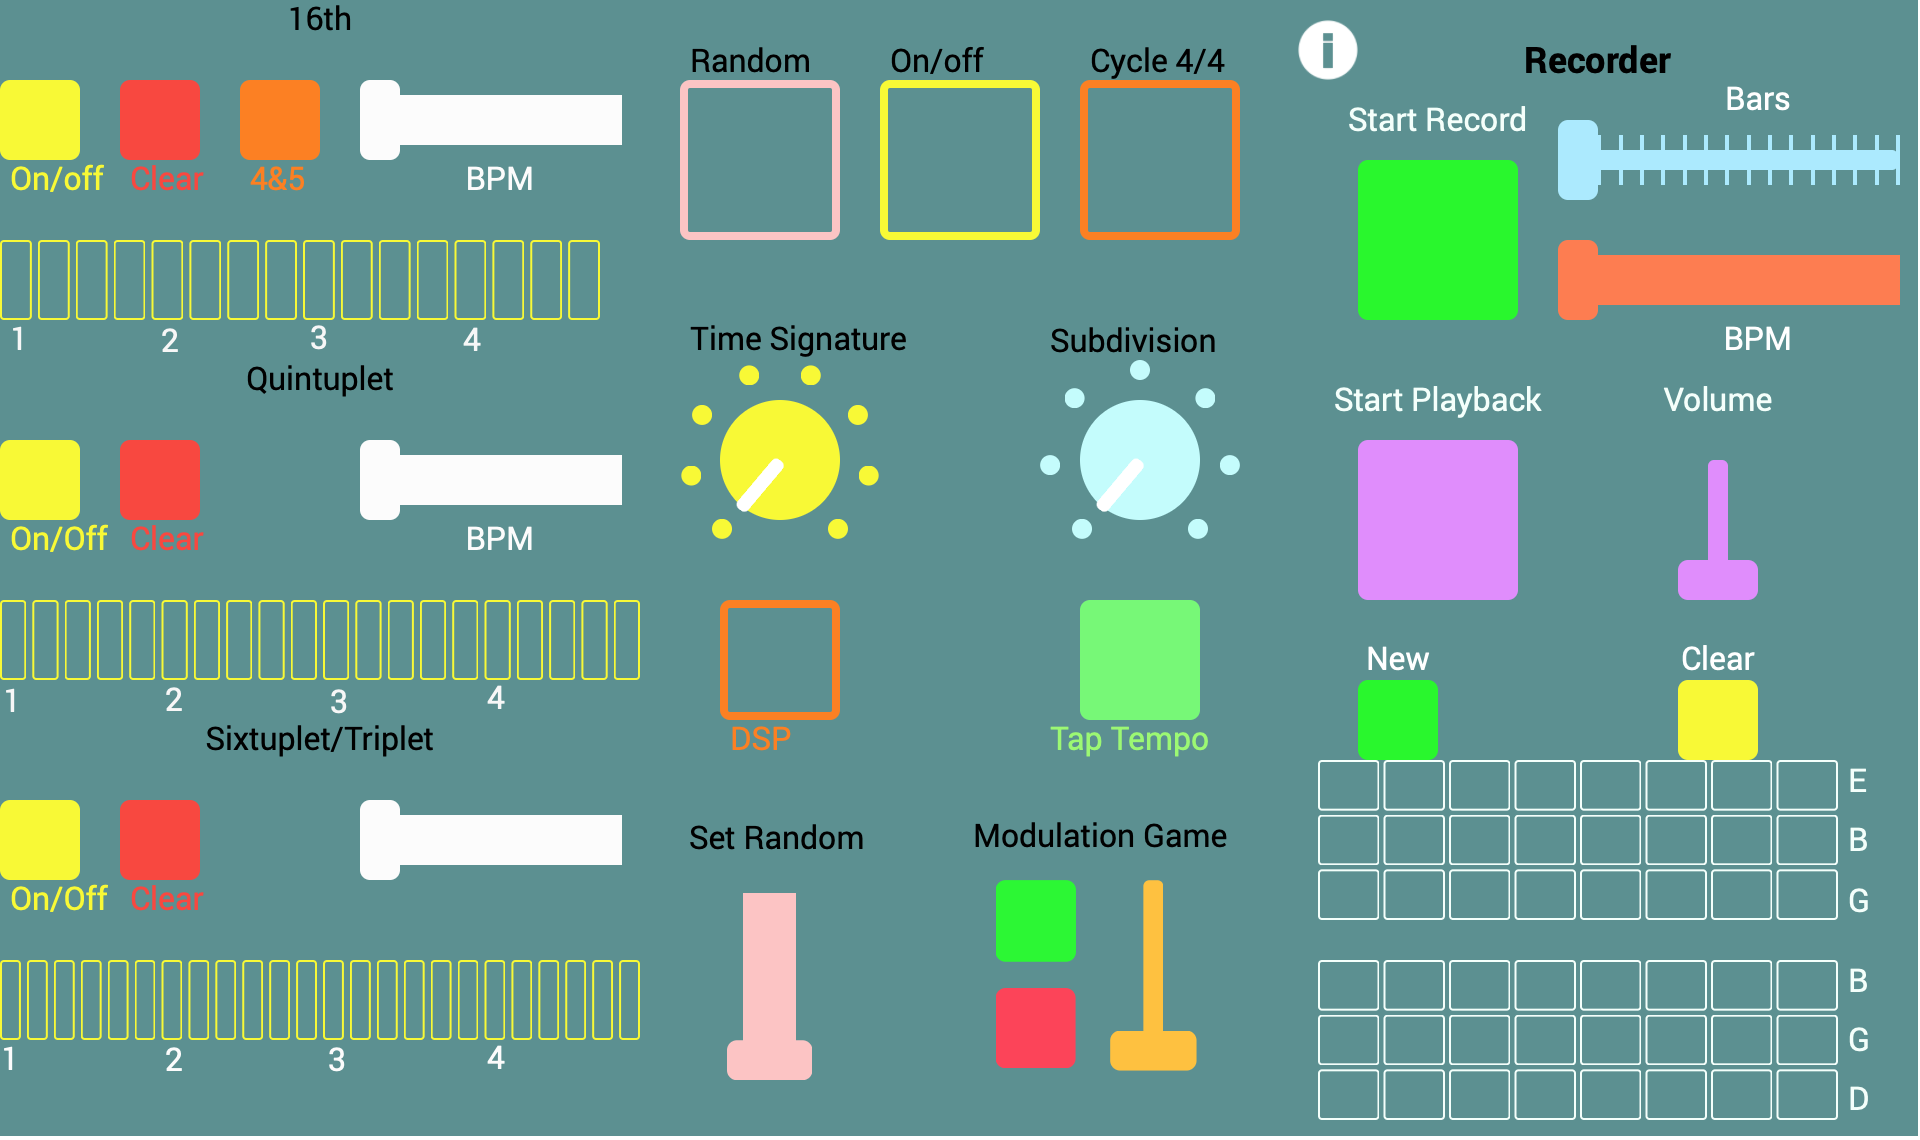 16th
On/off
Clear
4&5
BPM
1 2 3 4
Quintuplet
On/Off
Clear
BPM
1 2 3 4
Sixtuplet/Triplet
On/Off
Clear
1 2 3 4
Random
On/off
Cycle 4/4
Time Signature
Subdivision
DSP
Tap Tempo
Set Random
Modulation Game
i
Recorder
Start Record
Bars
BPM
Start Playback
Volume
New
Clear
E
B
G
B
G
D